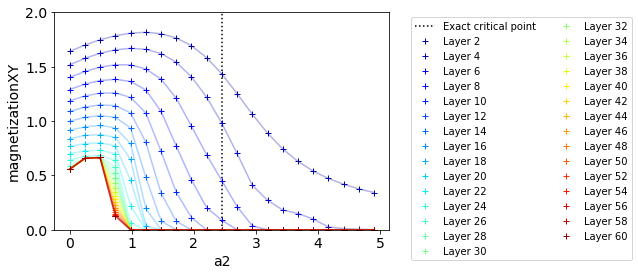 2.0
1.5
1.0
0.5
0.0
magnetizationXY
0
1
2
3
4
5
a2
Exact critical point
Layer 2
Layer 4
Layer 6
Layer 8
Layer 10
Layer 12
Layer 14
Layer 16
Layer 18
Layer 20
Layer 22
Layer 24
Layer 26
Layer 28
Layer 30
Layer 32
Layer 34
Layer 36
Layer 38
Layer 40
Layer 42
Layer 44
Layer 46
Layer 48
Layer 50
Layer 52
Layer 54
Layer 56
Layer 58
Layer 60